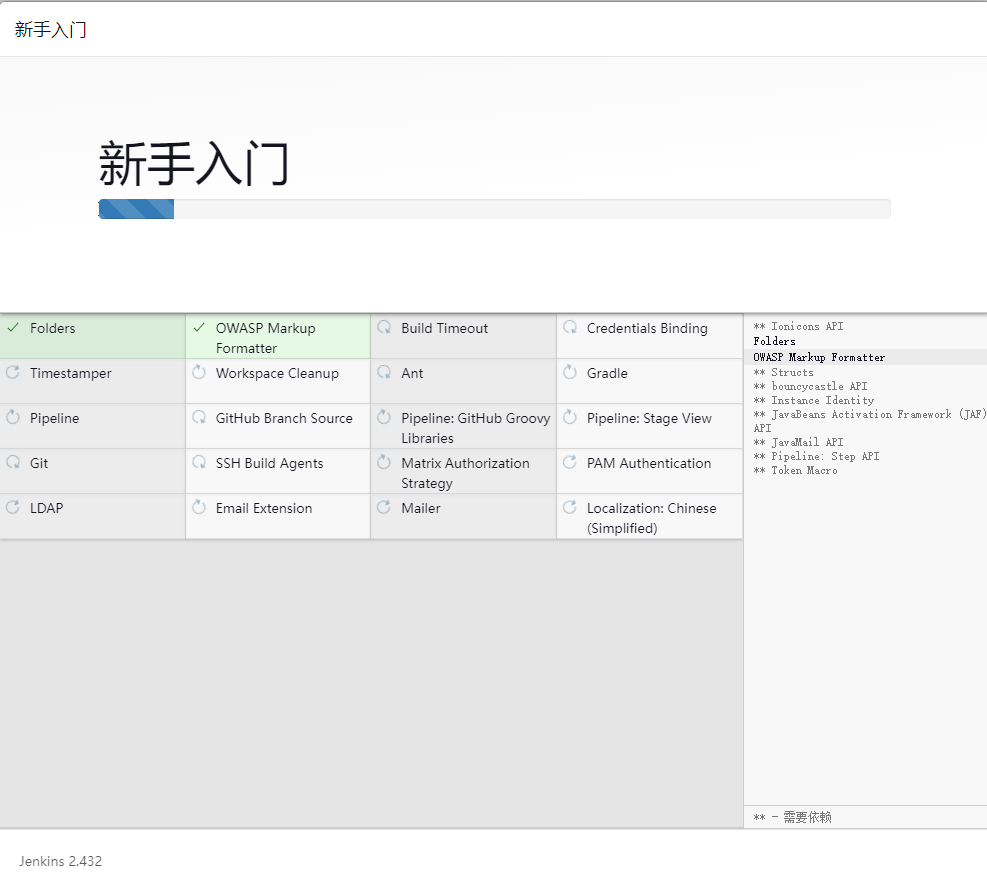 新手入门
新手入门
Folders
OWASP Markup
Formatter
Build Timeout
Credentials Binding
Timestamper
Workspace Cleanup
Ant
Gradle
Pipeline
GitHub Branch Source
Pipeline: GitHub Groovy
Libraries
Pipeline: Stage View
Git
SSH Build Agents
Matrix Authorization
Strategy
PAM Authentication
LDAP
Email Extension
Mailer
Localization: Chinese
(Simplified)
** Ionicons API
Folders
OWASP Markup Formatter
** Structs
** bouncycastle API
** Instance Identity
** JavaBeans Activation Framework (JAF)
API
** JavaMail API
** Pipeline: Step API
** Token Macro
** - 需要依赖
Jenkins 2.432